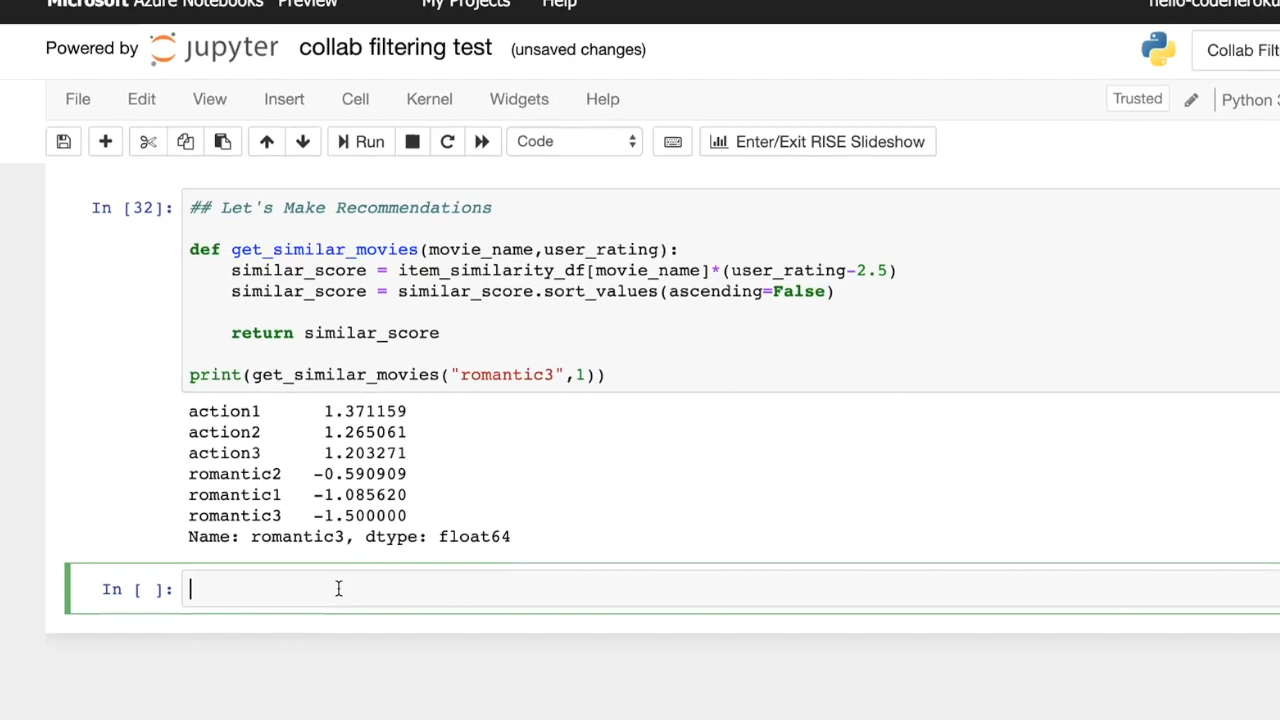 Microsoft Azure Notebooks Preview My Projects Help
Powered by jupyter collab filtering test (unsaved changes) Collab Filt
File Edit View Insert Cell Kernel Widgets Help Trusted Python 3
Run Code Enter/Exit RISE Slideshow
In [32]: ## Let's Make Recommendations
def get_similar_movies(movie_name,user_rating):
similar_score = item_similarity_df[movie_name]*(user_rating-2.5)
similar_score = similar_score.sort_values(ascending=False)
return similar_score
print(get_similar_movies("romantic3",1))
action1 1.371159
action2 1.265061
action3 1.203271
romantic2 -0.590909
romantic1 -1.085620
romantic3 -1.500000
Name: romantic3, dtype: float64
In [ ]: